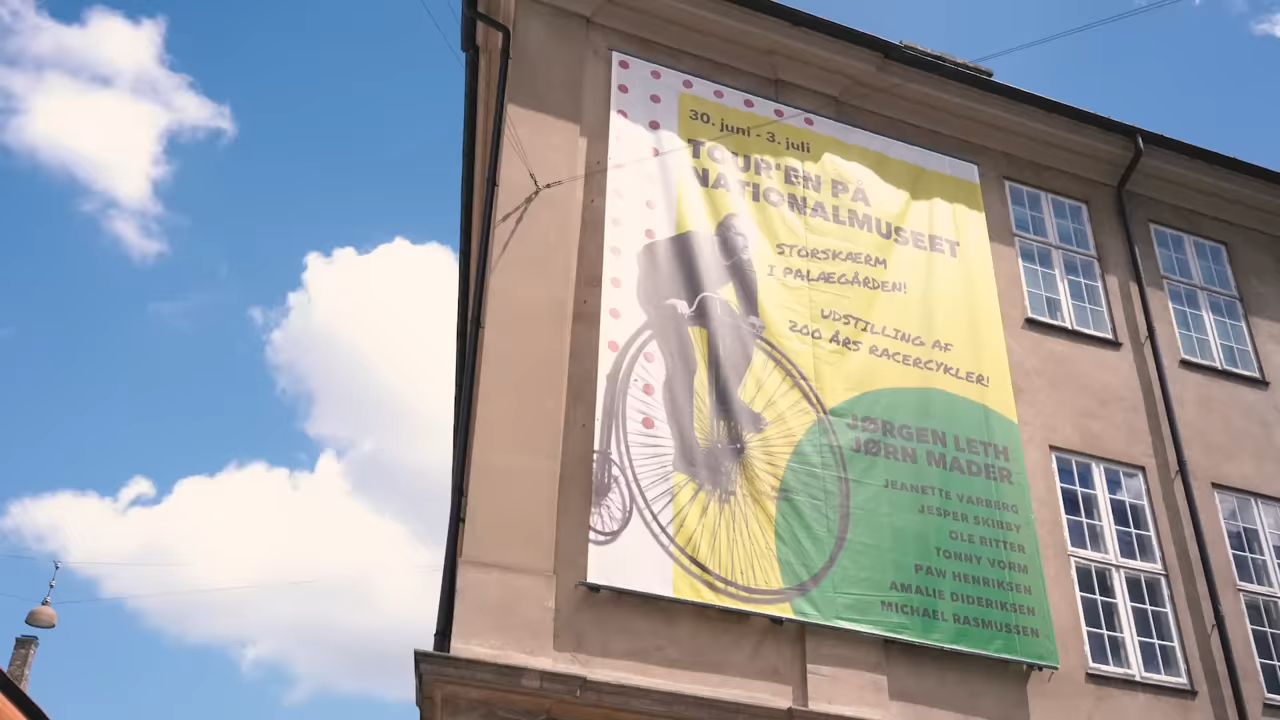 30. juni - 3. juli
TOUR'EN PÅ
NATIONALMUSEET
STORSKÆRM
I PALÆGÅRDEN!
UDSTILLING AF
200 ÅRS RACERCYKLER!
JØRGEN LETH
JØRN MADER
JEANETTE VARBERG
JESPER SKIBBY
OLE RITTER
TONNY VORM
PAW HENRIKSEN
AMALIE DIDERIKSEN
MICHAEL RASMUSSEN